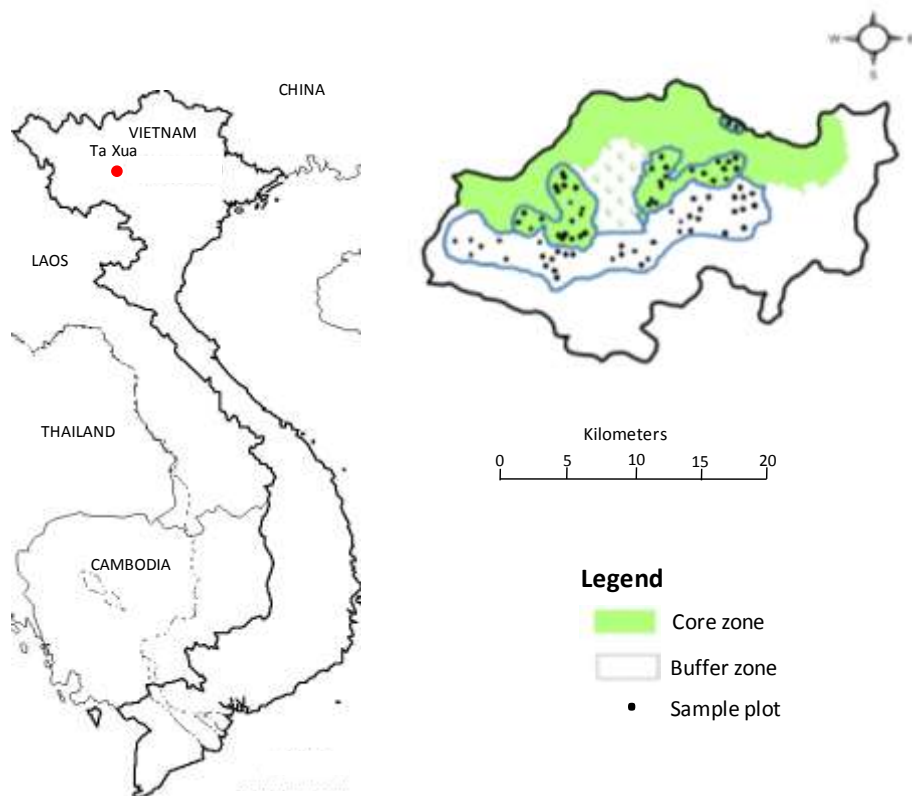 CHINA
VIETNAM
Ta Xua
LAOS
THAILAND
CAMBODIA
W
E
S
Kilometers
0 5 10 15 20
Legend
Core zone
Buffer zone
Sample plot